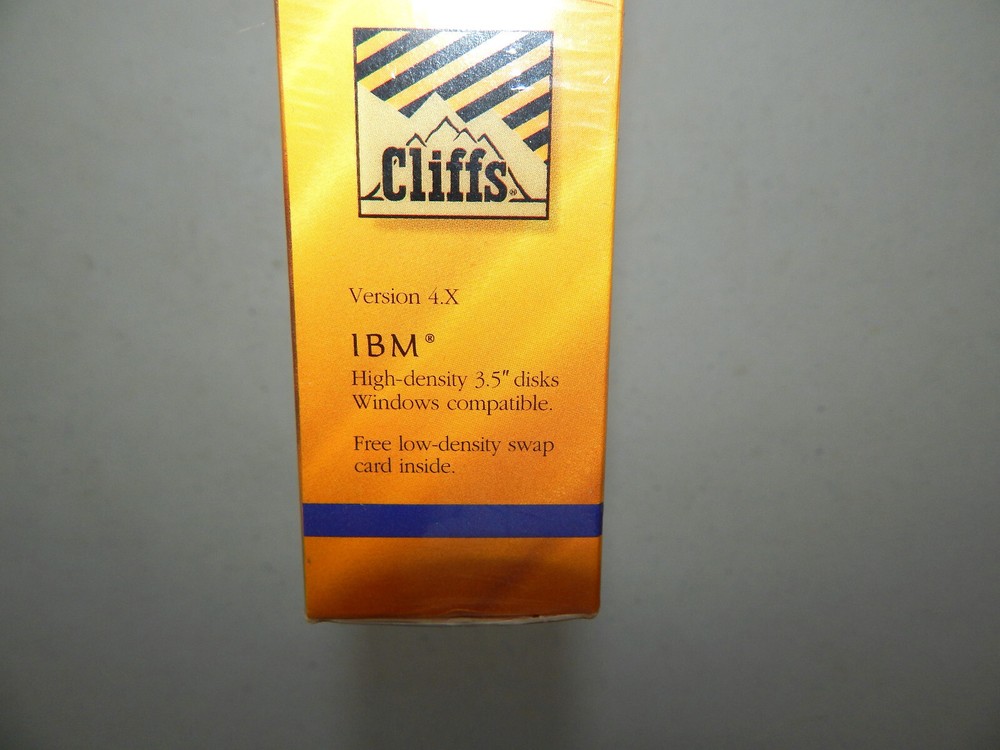 Cliffs®
Version 4.X
IBM®
High-density 3.5" disks
Windows compatible.
Free low-density swap
card inside.